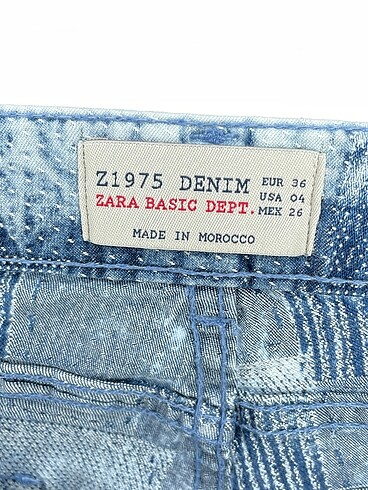 Z1975 DENIM EUR 36
USA 04
ZARA BASIC DEPT. MEX 26
MADE IN MOROCCO